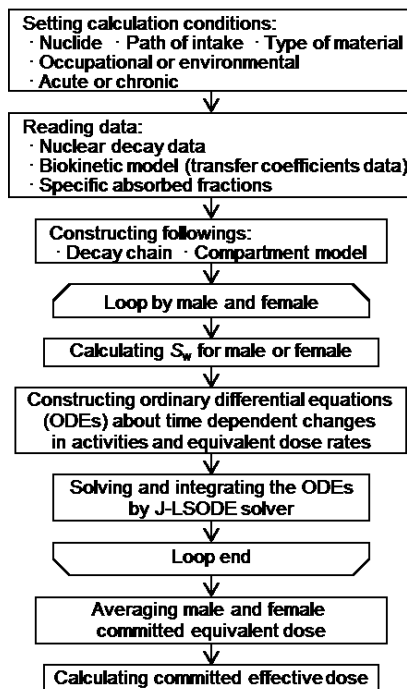 Setting calculation conditions:
· Nuclide · Path of intake · Type of material
· Occupational or environmental
· Acute or chronic
Reading data:
· Nuclear decay data
· Biokinetic model (transfer coefficients data)
· Specific absorbed fractions
Constructing followings:
· Decay chain · Compartment model
Loop by male and female
Calculating Sw for male or female
Constructing ordinary differential equations
(ODEs) about time dependent changes
in activities and equivalent dose rates
Solving and integrating the ODEs
by J-LSODE solver
Loop end
Averaging male and female
committed equivalent dose
Calculating committed effective dose